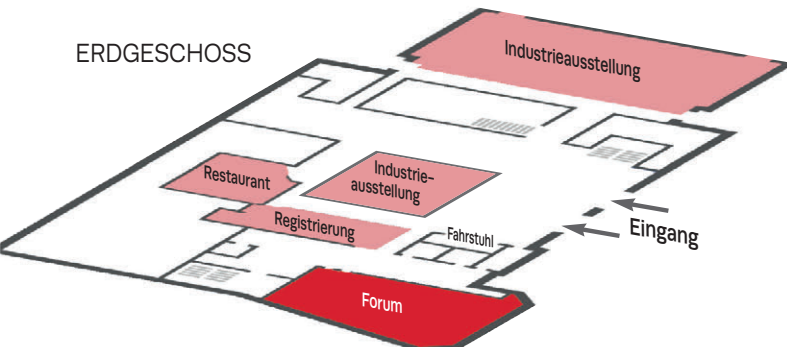 ERDGESCHOSS
Industrieausstellung
Restaurant
Industrie-
ausstellung
Registrierung
Fahrstuhl
Eingang
Forum